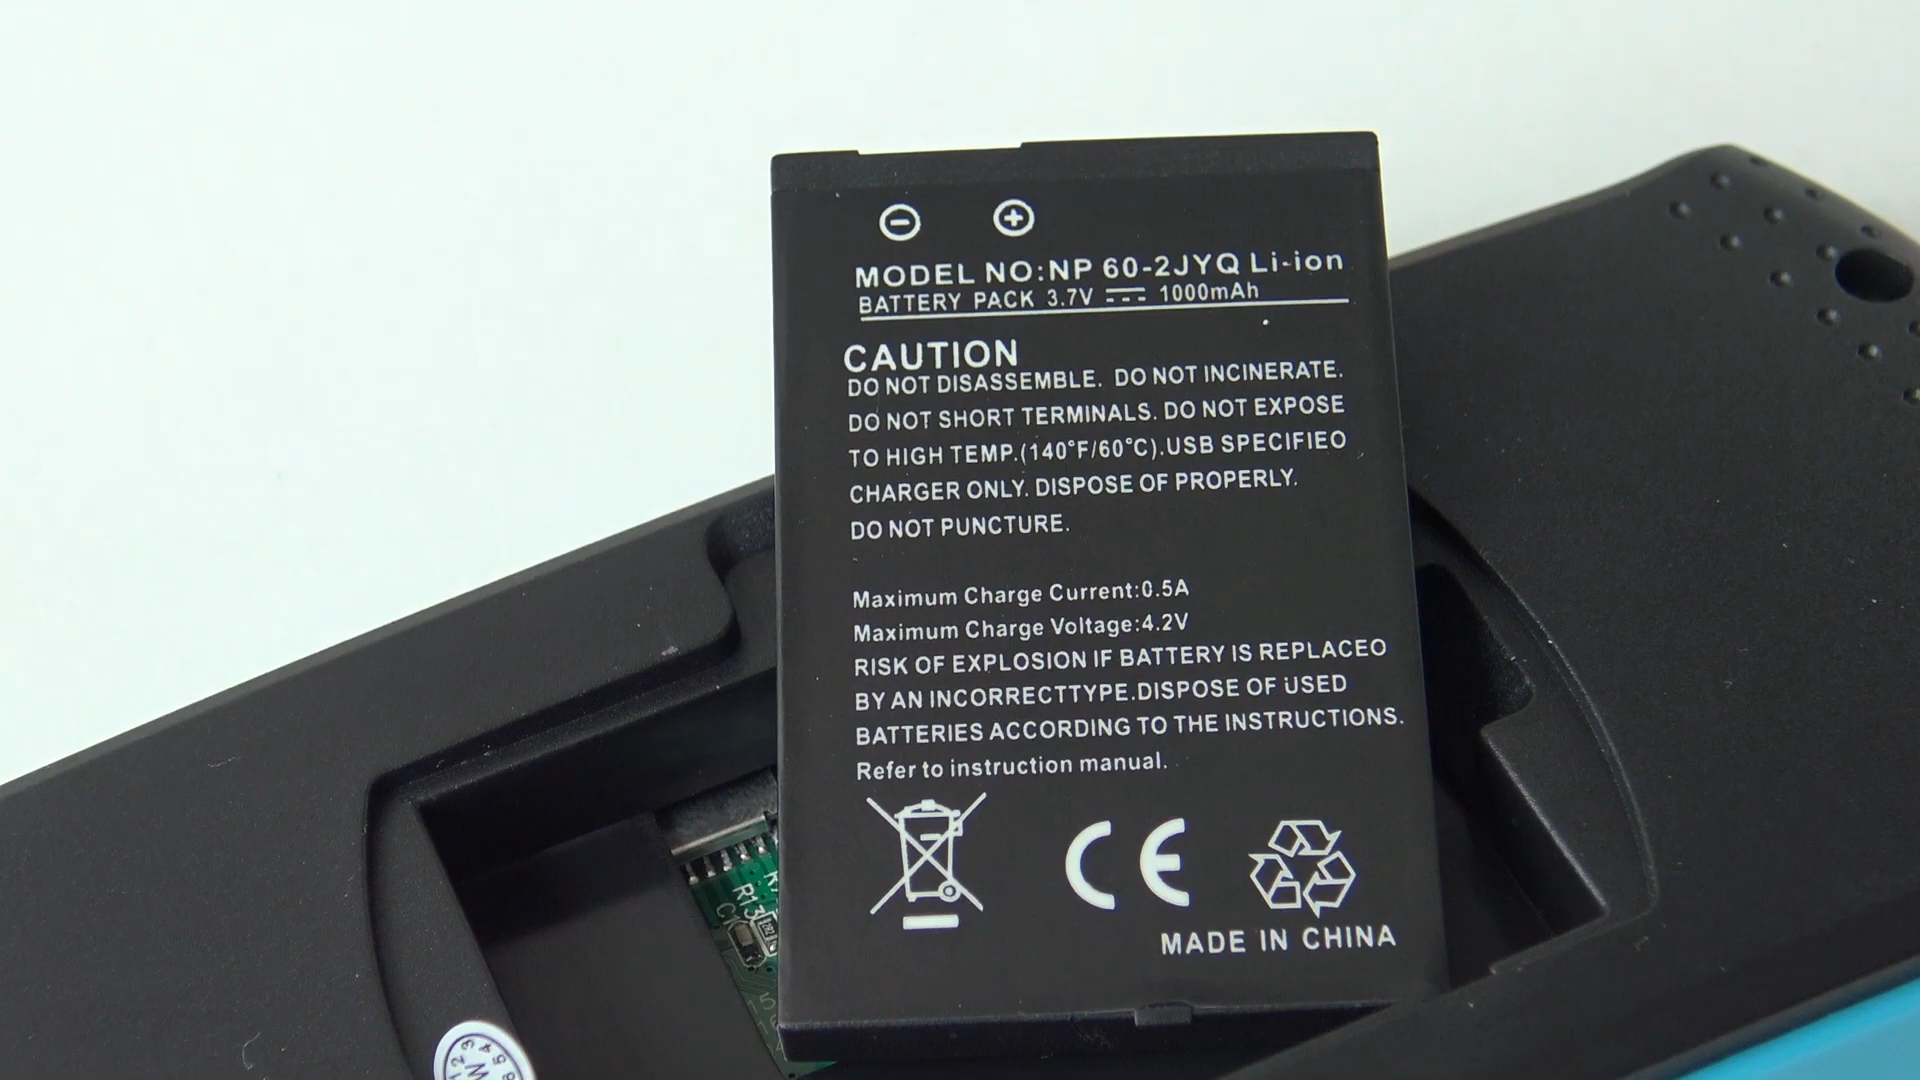 MODEL NO:NP 60-2JYQ Li-ion
BATTERY PACK 3.7V 1000mAh
CAUTION
DO NOT DISASSEMBLE. DO NOT INCINERATE.
DO NOT SHORT TERMINALS. DO NOT EXPOSE
TO HIGH TEMP.(140°F/60°C).USB SPECIFIEO
CHARGER ONLY. DISPOSE OF PROPERLY.
DO NOT PUNCTURE.
Maximum Charge Current:0.5A
Maximum Charge Voltage:4.2V
RISK OF EXPLOSION IF BATTERY IS REPLACEO
BY AN INCORRECTTYPE.DISPOSE OF USED
BATTERIES ACCORDING TO THE INSTRUCTIONS.
Refer to instruction manual.
CE
MADE IN CHINA
R13